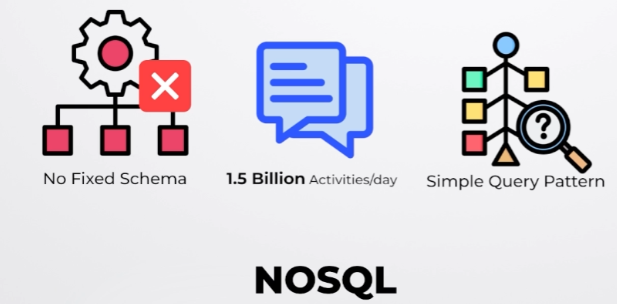 ?
No Fixed Schema
1.5 Billion Activities/day
Simple Query Pattern
NOSQL